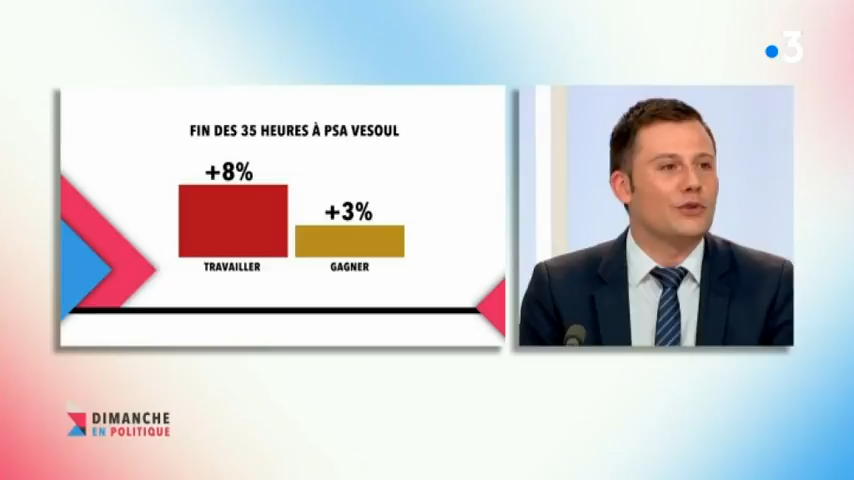 3
FIN DES 35 HEURES À PSA VESOUL
+8%
+3%
TRAVAILLER
GAGNER
DIMANCHE
EN POLITIQUE